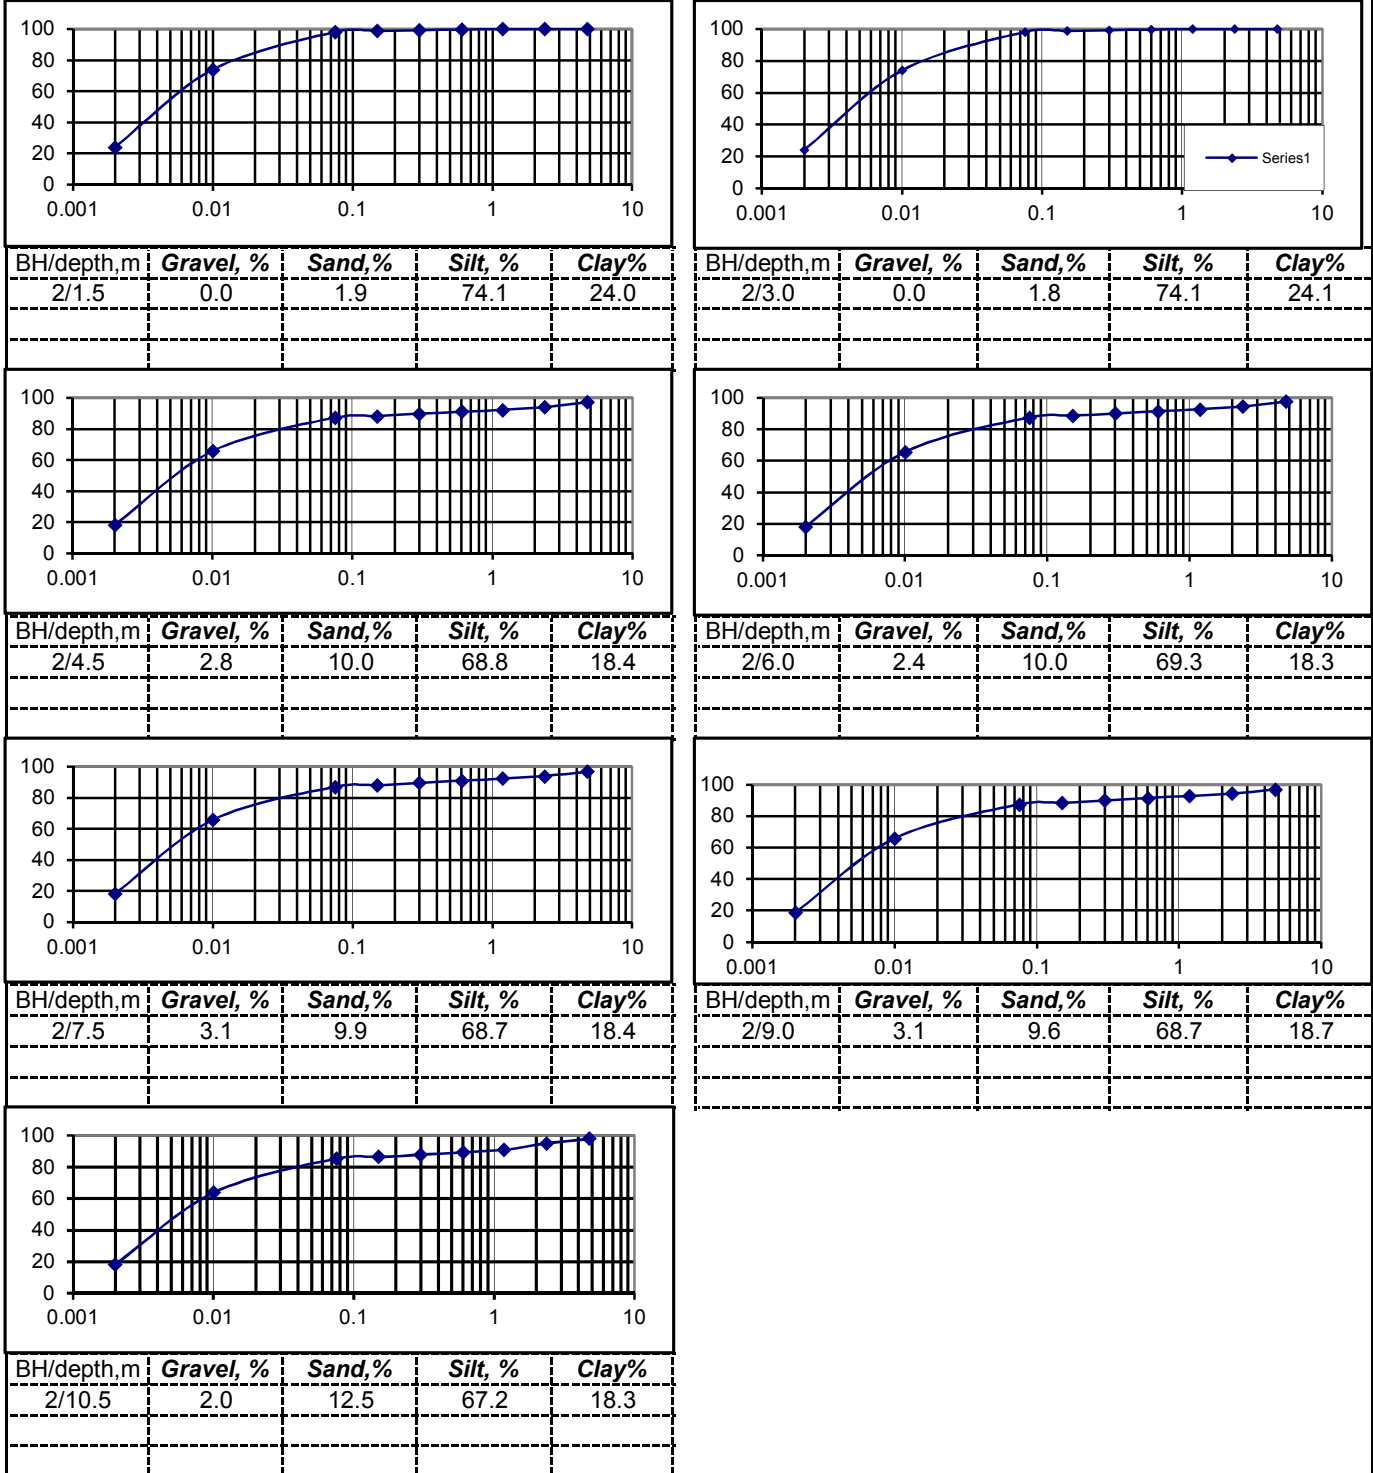 100
80
60
40
20
0
0.001 0.01 0.1 1 10
BH/depth,m Gravel, % Sand,% Silt, % Clay%
2/1.5 0.0 1.9 74.1 24.0
100
80
60
40
20
0
Series1
0.001 0.01 0.1 1 10
BH/depth,m Gravel, % Sand,% Silt, % Clay%
2/3.0 0.0 1.8 74.1 24.1
100
80
60
40
20
0
0.001 0.01 0.1 1 10
BH/depth,m Gravel, % Sand,% Silt, % Clay%
2/4.5 2.8 10.0 68.8 18.4
100
80
60
40
20
0
0.001 0.01 0.1 1 10
BH/depth,m Gravel, % Sand,% Silt, % Clay%
2/6.0 2.4 10.0 69.3 18.3
100
80
60
40
20
0
0.001 0.01 0.1 1 10
BH/depth,m Gravel, % Sand,% Silt, % Clay%
2/7.5 3.1 9.9 68.7 18.4
100
80
60
40
20
0
0.001 0.01 0.1 1 10
BH/depth,m Gravel, % Sand,% Silt, % Clay%
2/9.0 3.1 9.6 68.7 18.7
100
80
60
40
20
0
0.001 0.01 0.1 1 10
BH/depth,m Gravel, % Sand,% Silt, % Clay%
2/10.5 2.0 12.5 67.2 18.3